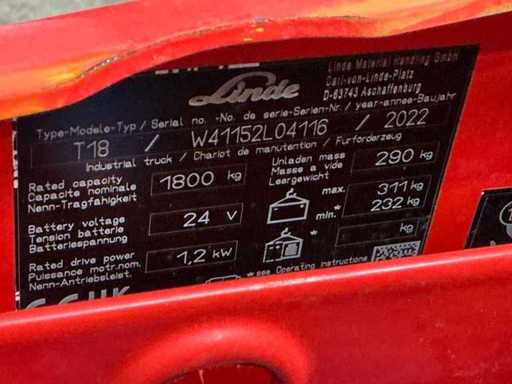 Linde
Linde Material Handling GmbH
Carl-von-Linde-Platz
D-63743 Aschaffenburg
Type-Modele-Typ / Serial no. -No. de serie-Serien-Nr. / year-annee-Baujahr
T18 / W41152L04116 / 2022
Industrial truck / Chariot de manutention / Flurförderzeug
Rated capacity
Capacite nominale
Nenn-Tragfähigkeit
1800 kg
Unladen mass
Masse a vide
Leergewicht
290 kg
Battery voltage
Tension batterie
Batteriespannung
24 V
max. 311 kg
min.* 232 kg
Rated drive power
Puissance motr.nom.
Nenn-Antriebsleist.
1,2 kW
kg
*see Operating instructions